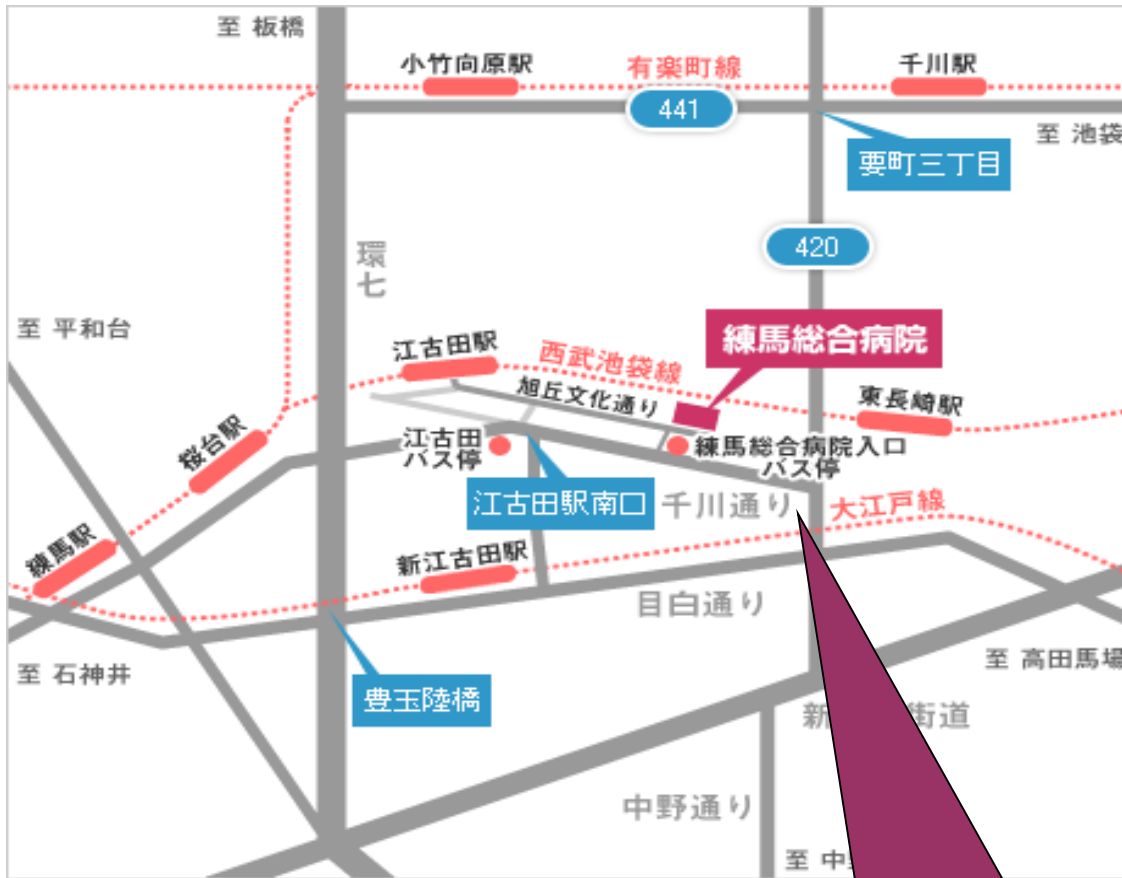 至 板橋
小竹向原駅
有楽町線
千川駅
441
至 池袋
要町三丁目
環七
420
至 平和台
練馬総合病院
江古田駅
西武池袋線
旭丘文化通り
東長崎駅
桜台駅
江古田
バス停
練馬総合病院入口
バス停
江古田駅南口
千川通り
大江戸線
練馬駅
新江古田駅
目白通り
至 石神井
至 高田馬場
豊玉陸橋
新
街道
中野通り
至 中